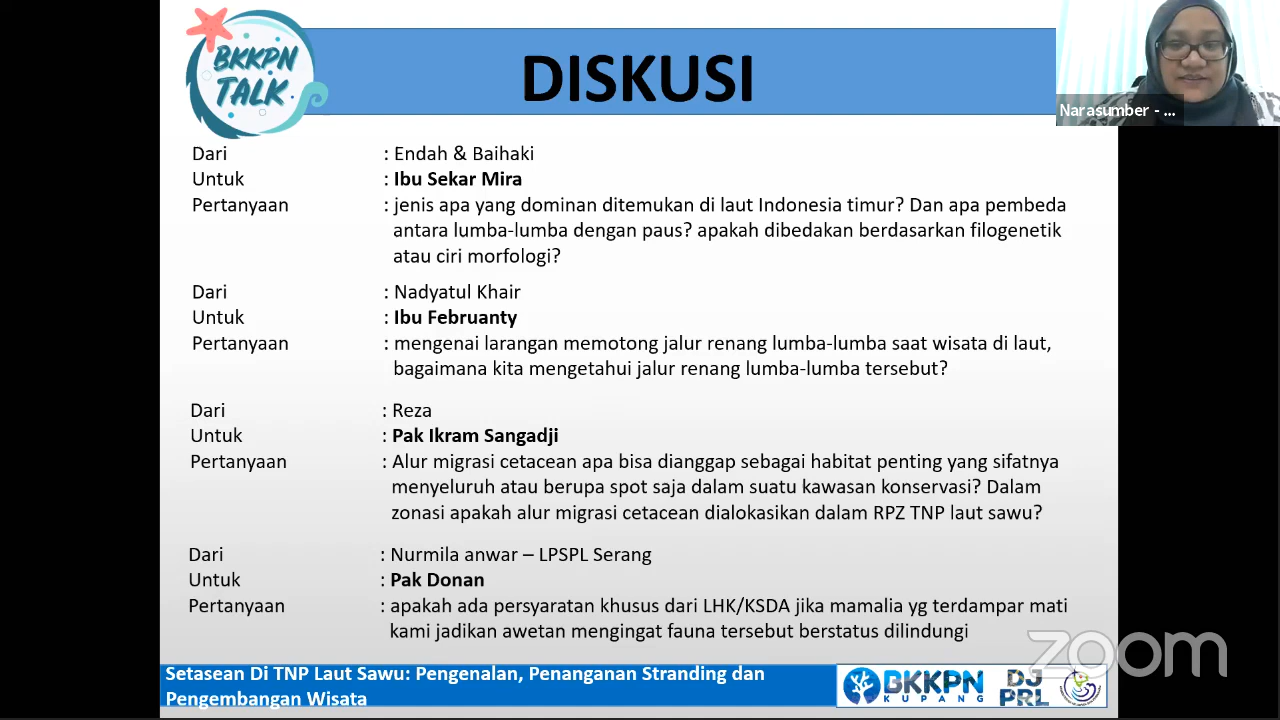 BKKPN
TALK
DISKUSI
Narasumber - ...
Dari : Endah & Baihaki
Untuk : Ibu Sekar Mira
Pertanyaan : jenis apa yang dominan ditemukan di laut Indonesia timur? Dan apa pembeda
antara lumba-lumba dengan paus? apakah dibedakan berdasarkan filogenetik
atau ciri morfologi?
Dari : Nadyatul Khair
Untuk : Ibu Februanty
Pertanyaan : mengenai larangan memotong jalur renang lumba-lumba saat wisata di laut,
bagaimana kita mengetahui jalur renang lumba-lumba tersebut?
Dari : Reza
Untuk : Pak Ikram Sangadji
Pertanyaan : Alur migrasi cetacean apa bisa dianggap sebagai habitat penting yang sifatnya
menyeluruh atau berupa spot saja dalam suatu kawasan konservasi? Dalam
zonasi apakah alur migrasi cetacean dialokasikan dalam RPZ TNP laut sawu?
Dari : Nurmila anwar – LPSPL Serang
Untuk : Pak Donan
Pertanyaan : apakah ada persyaratan khusus dari LHK/KSDA jika mamalia yg terdampar mati
kami jadikan awetan mengingat fauna tersebut berstatus dilindungi
zoom
Setasean Di TNP Laut Sawu: Pengenalan, Penanganan Stranding dan
Pengembangan Wisata
BKKPN
KUPANG
DJ
PRL